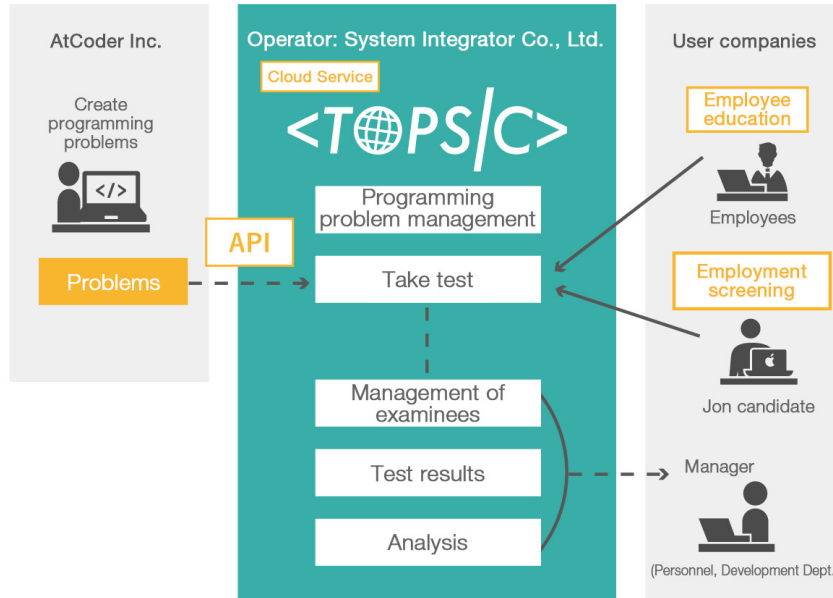 AtCoder Inc.
Create
programming
problems
</>
Problems
API
Operator: System Integrator Co., Ltd.
Cloud Service
<TOPS/C>
Programming
problem management
Take test
Management of
examinees
Test results
Analysis
User companies
Employee
education
Employees
Employment
screening
Jon candidate
Manager
(Personnel, Development Dept.